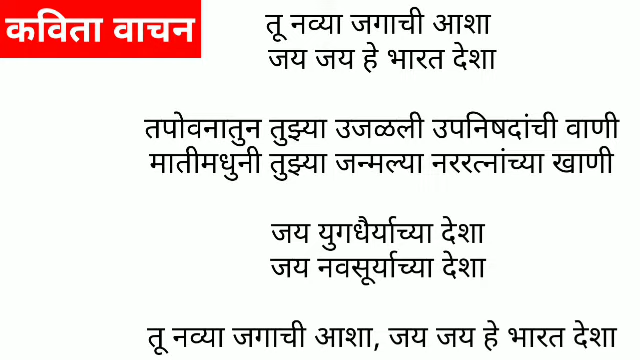 कविता वाचन
तू नव्या जगाची आशा
जय जय हे भारत देशा
तपोवनातुन तुझ्या उजळली उपनिषदांची वाणी
मातीमधुनी तुझ्या जन्मल्या नररत्नांच्या खाणी
जय युगधैर्याच्या देशा
जय नवसूर्याच्या देशा
तू नव्या जगाची आशा, जय जय हे भारत देशा